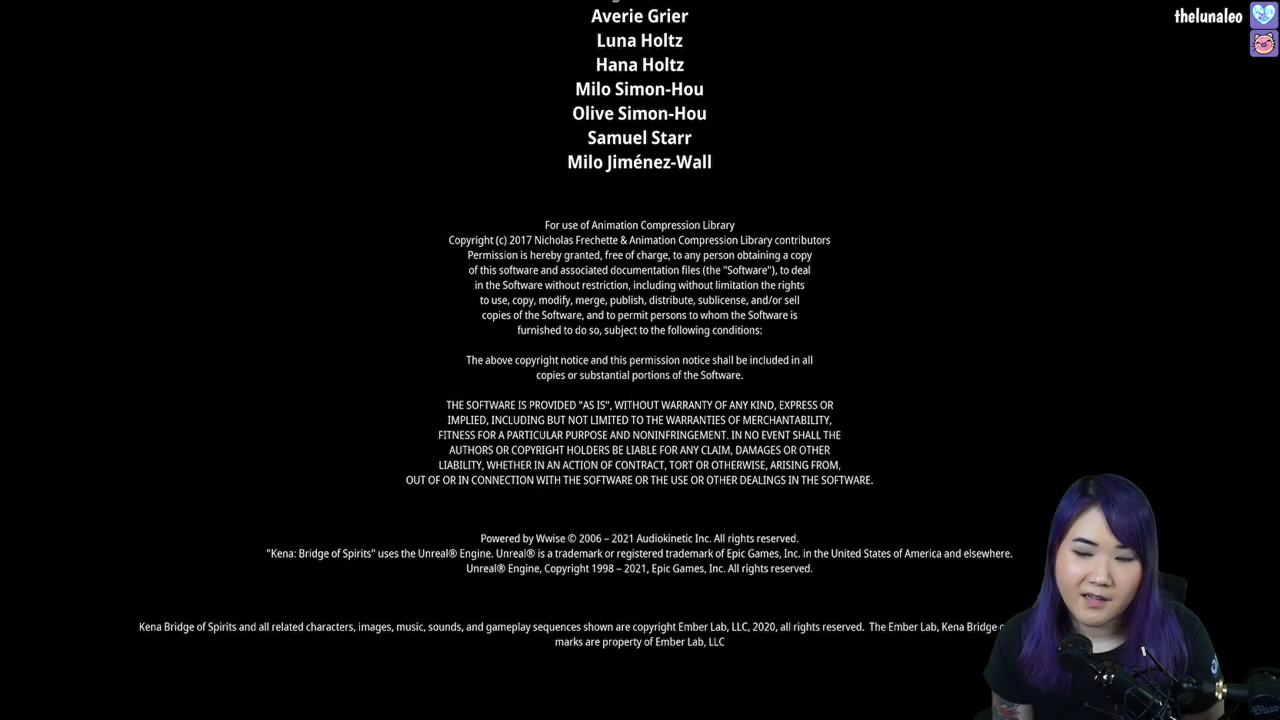 thelunaleo
Averie Grier
Luna Holtz
Hana Holtz
Milo Simon-Hou
Olive Simon-Hou
Samuel Starr
Milo Jiménez-Wall
For use of Animation Compression Library
Copyright (c) 2017 Nicholas Frechette & Animation Compression Library contributors
Permission is hereby granted, free of charge, to any person obtaining a copy
of this software and associated documentation files (the "Software"), to deal
in the Software without restriction, including without limitation the rights
to use, copy, modify, merge, publish, distribute, sublicense, and/or sell
copies of the Software, and to permit persons to whom the Software is
furnished to do so, subject to the following conditions:
The above copyright notice and this permission notice shall be included in all
copies or substantial portions of the Software.
THE SOFTWARE IS PROVIDED "AS IS", WITHOUT WARRANTY OF ANY KIND, EXPRESS OR
IMPLIED, INCLUDING BUT NOT LIMITED TO THE WARRANTIES OF MERCHANTABILITY,
FITNESS FOR A PARTICULAR PURPOSE AND NONINFRINGEMENT. IN NO EVENT SHALL THE
AUTHORS OR COPYRIGHT HOLDERS BE LIABLE FOR ANY CLAIM, DAMAGES OR OTHER
LIABILITY, WHETHER IN AN ACTION OF CONTRACT, TORT OR OTHERWISE, ARISING FROM,
OUT OF OR IN CONNECTION WITH THE SOFTWARE OR THE USE OR OTHER DEALINGS IN THE SOFTWARE.
Powered by Wwise © 2006 – 2021 Audiokinetic Inc. All rights reserved.
"Kena: Bridge of Spirits" uses the Unreal® Engine. Unreal® is a trademark or registered trademark of Epic Games, Inc. in the United States of America and elsewhere.
Unreal® Engine, Copyright 1998 – 2021, Epic Games, Inc. All rights reserved.
Kena Bridge of Spirits and all related characters, images, music, sounds, and gameplay sequences shown are copyright Ember Lab, LLC, 2020, all rights reserved. The Ember Lab, Kena Bridge
marks are property of Ember Lab, LLC